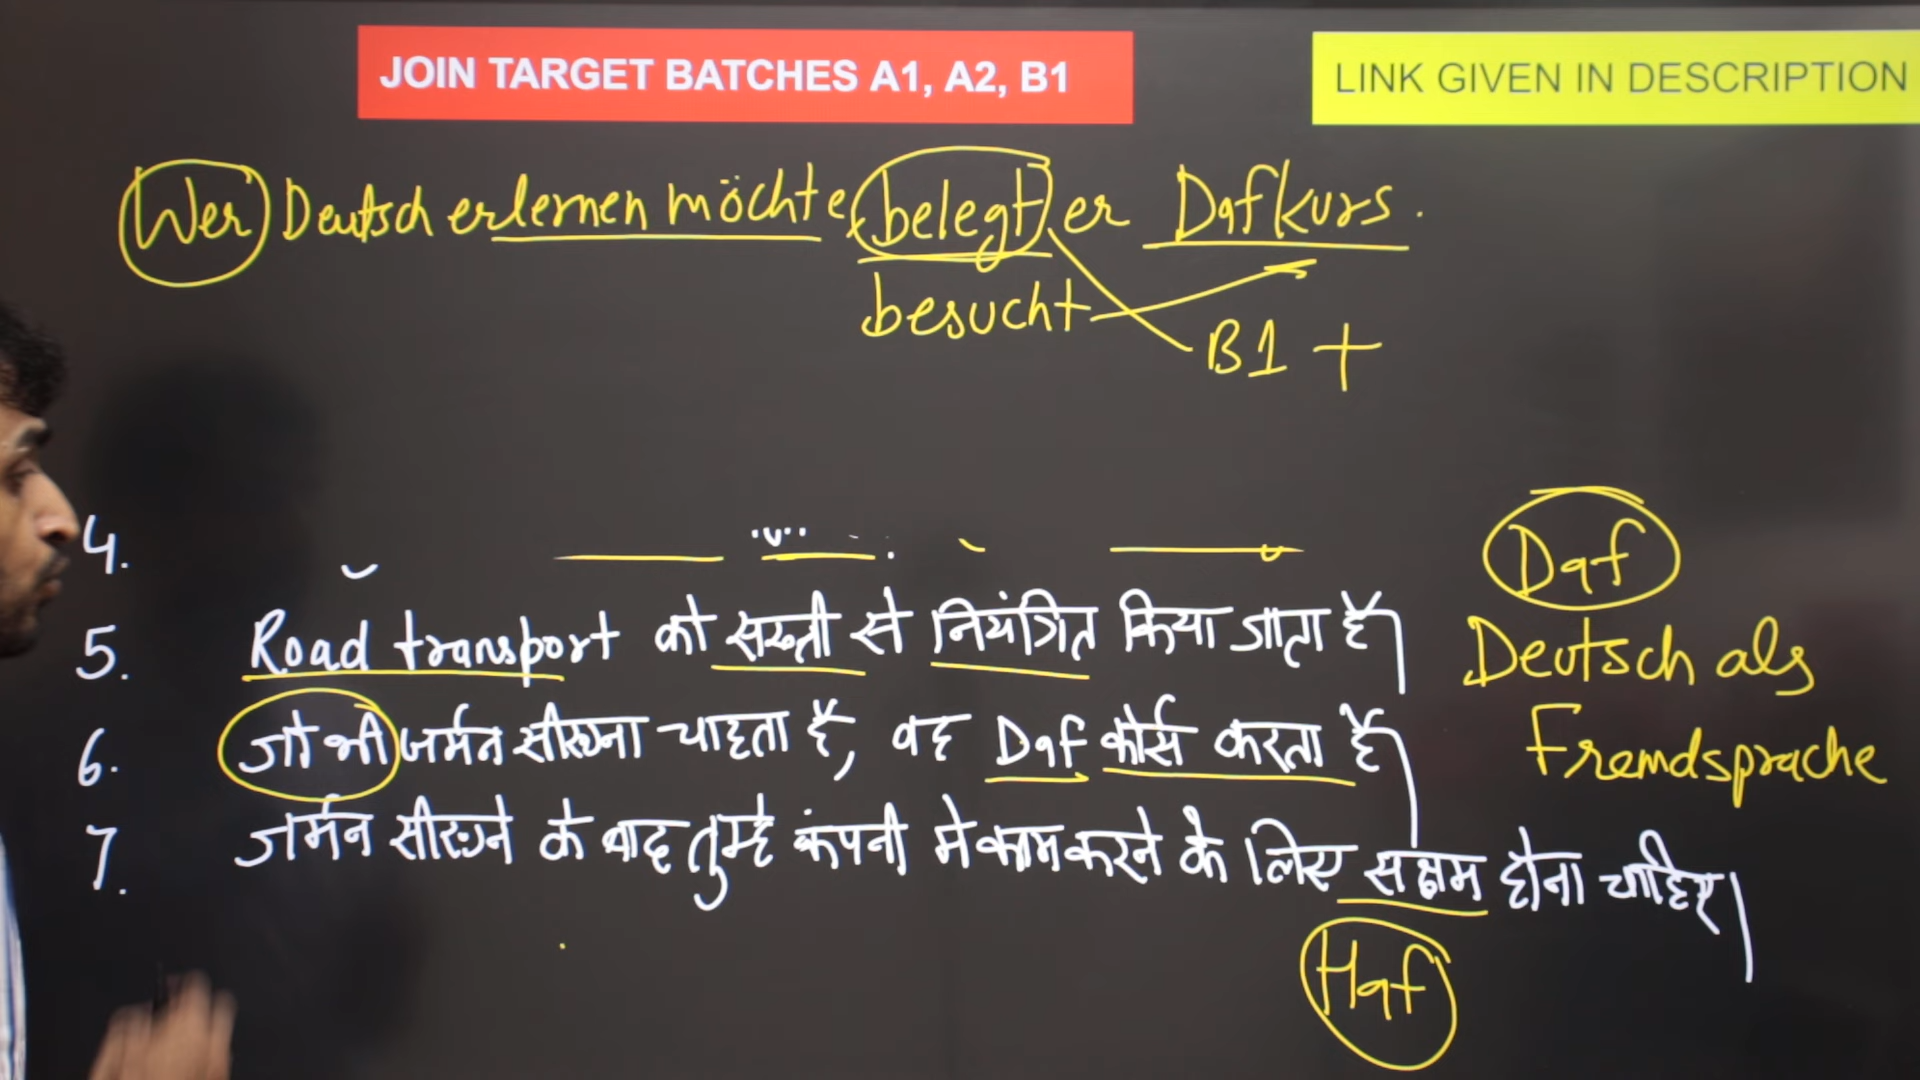 JOIN TARGET BATCHES A1, A2, B1
LINK GIVEN IN DESCRIPTION
Wer Deutsch erlernen möchte, belegt er Dafkurs.
besucht
B1 +
4.
5. Road transport को सख्ती से नियंत्रित किया जाता है।
6. जो भी जर्मन सीखना चाहता है, वह Daf कोर्स करता है।
7. जर्मन सीखने के बाद तुम्हे कंपनी मे काम करने के लिए सक्षम होना चाहिए।
Daf
Deutsch als
Fremdsprache
Haf